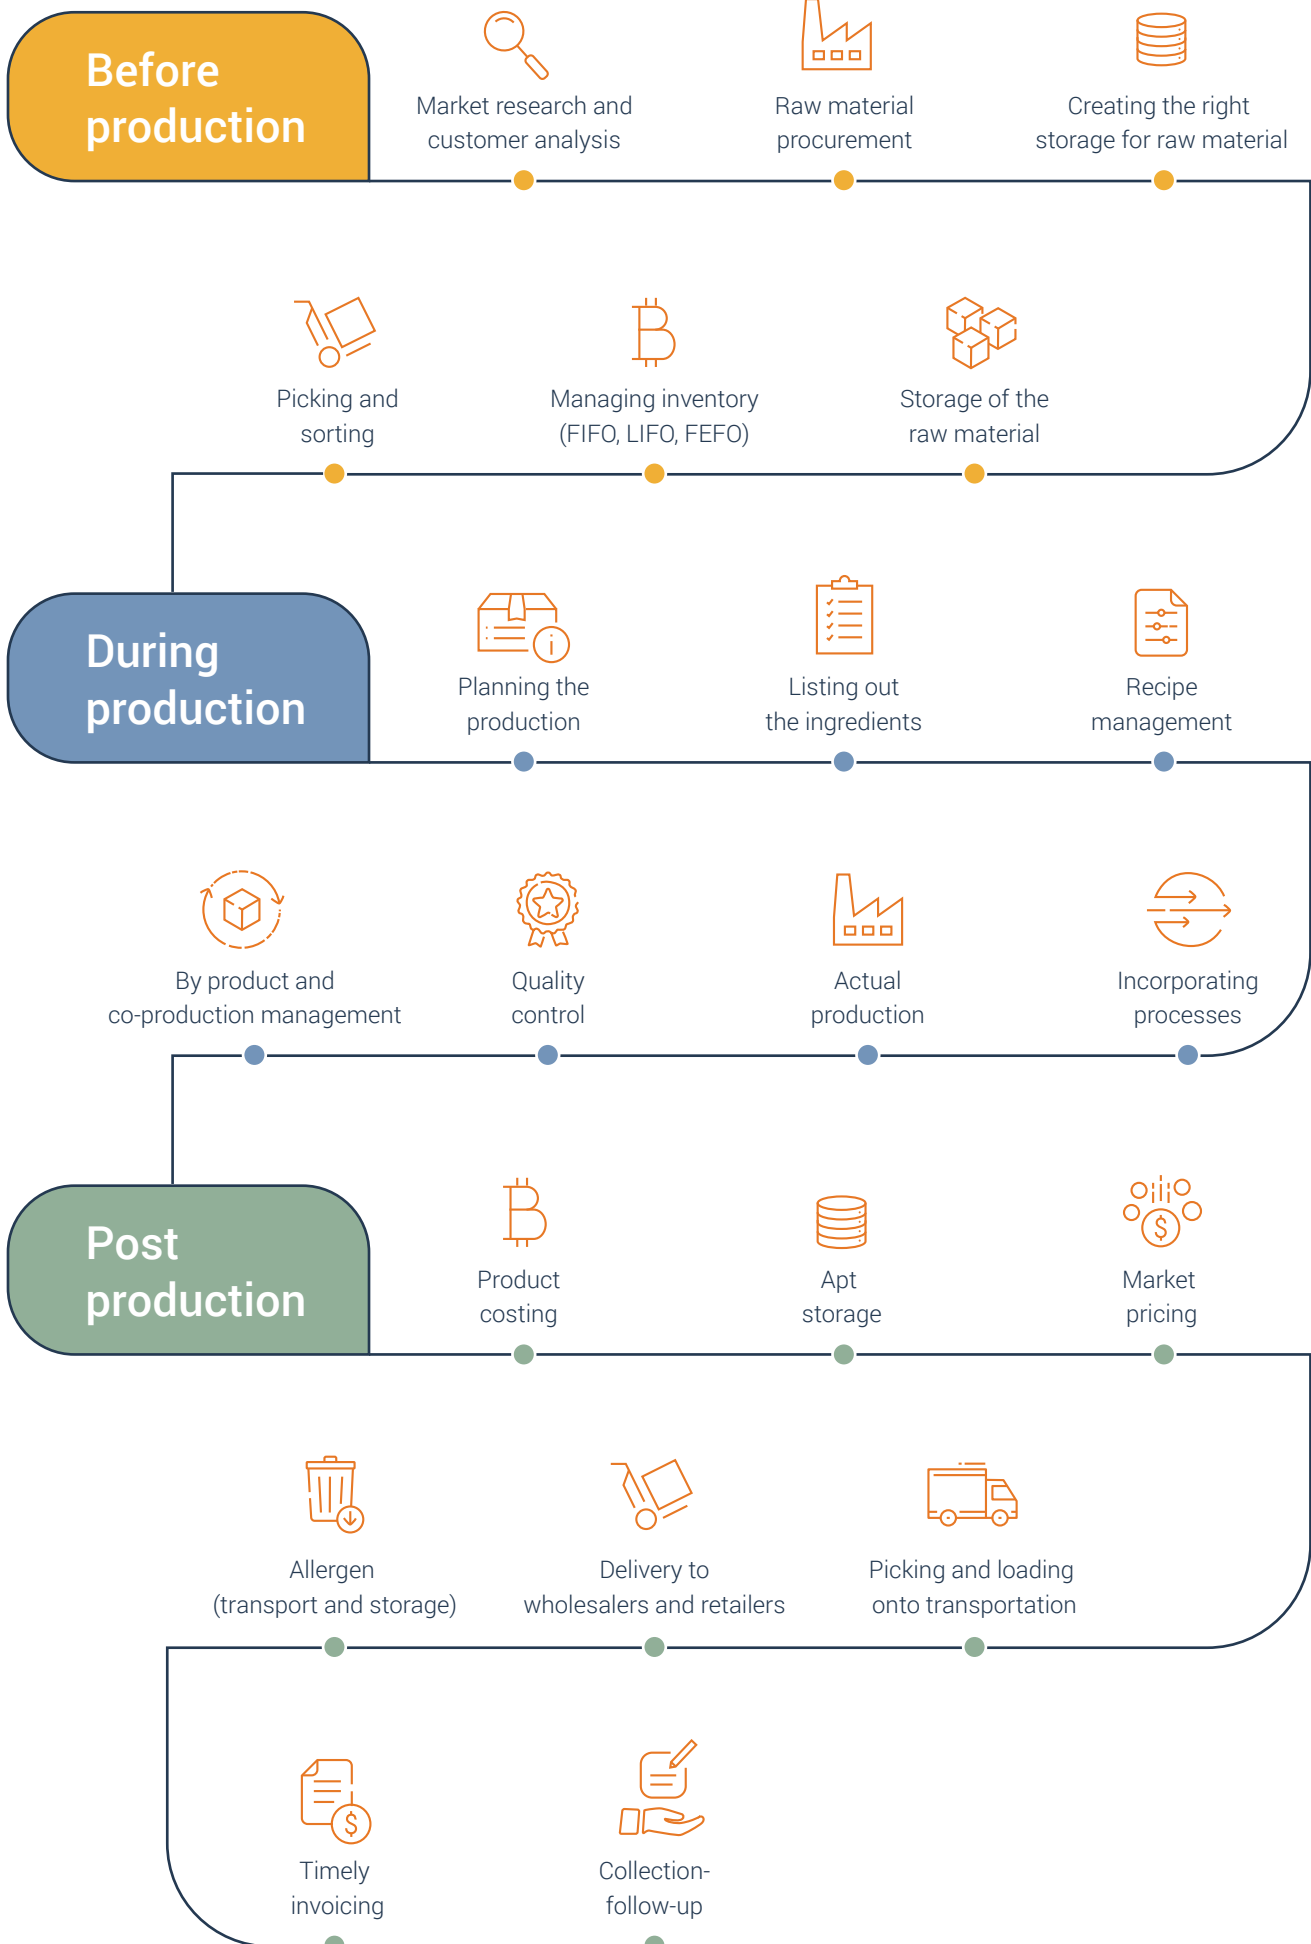 Before
production
Market research and
customer analysis
Raw material
procurement
Creating the right
storage for raw material
Picking and
sorting
Managing inventory
(FIFO, LIFO, FEFO)
Storage of the
raw material
During
production
Planning the
production
Listing out
the ingredients
Recipe
management
By product and
co-production management
Quality
control
Actual
production
Incorporating
processes
Post
production
Product
costing
Apt
storage
Market
pricing
Allergen
(transport and storage)
Delivery to
wholesalers and retailers
Picking and loading
onto transportation
Timely
invoicing
Collection-
follow-up